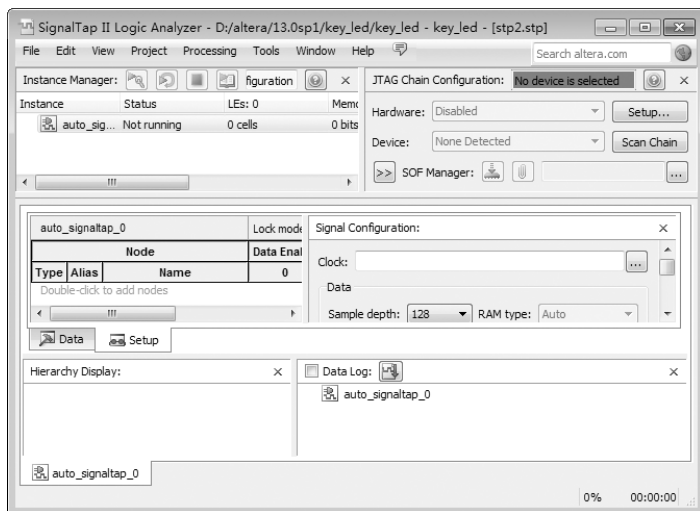 SignalTap II Logic Analyzer - D:/altera/13.0sp1/key_led/key_led - key_led - [stp2.stp]
File Edit View Project Processing Tools Window Help Search altera.com
Instance Manager: figuration JTAG Chain Configuration: No device is selected
Instance Status LEs: 0 Memo
auto_sig... Not running 0 cells 0 bits
Hardware: Disabled Setup...
Device: None Detected Scan Chain
>> SOF Manager: ...
auto_signaltap_0 Lock mode
Node Data Enal
Type Alias Name 0
Double-click to add nodes
Signal Configuration:
Clock: ...
Data
Sample depth: 128 RAM type: Auto
Data Setup
Hierarchy Display:
Data Log:
auto_signaltap_0
auto_signaltap_0
0% 00:00:00